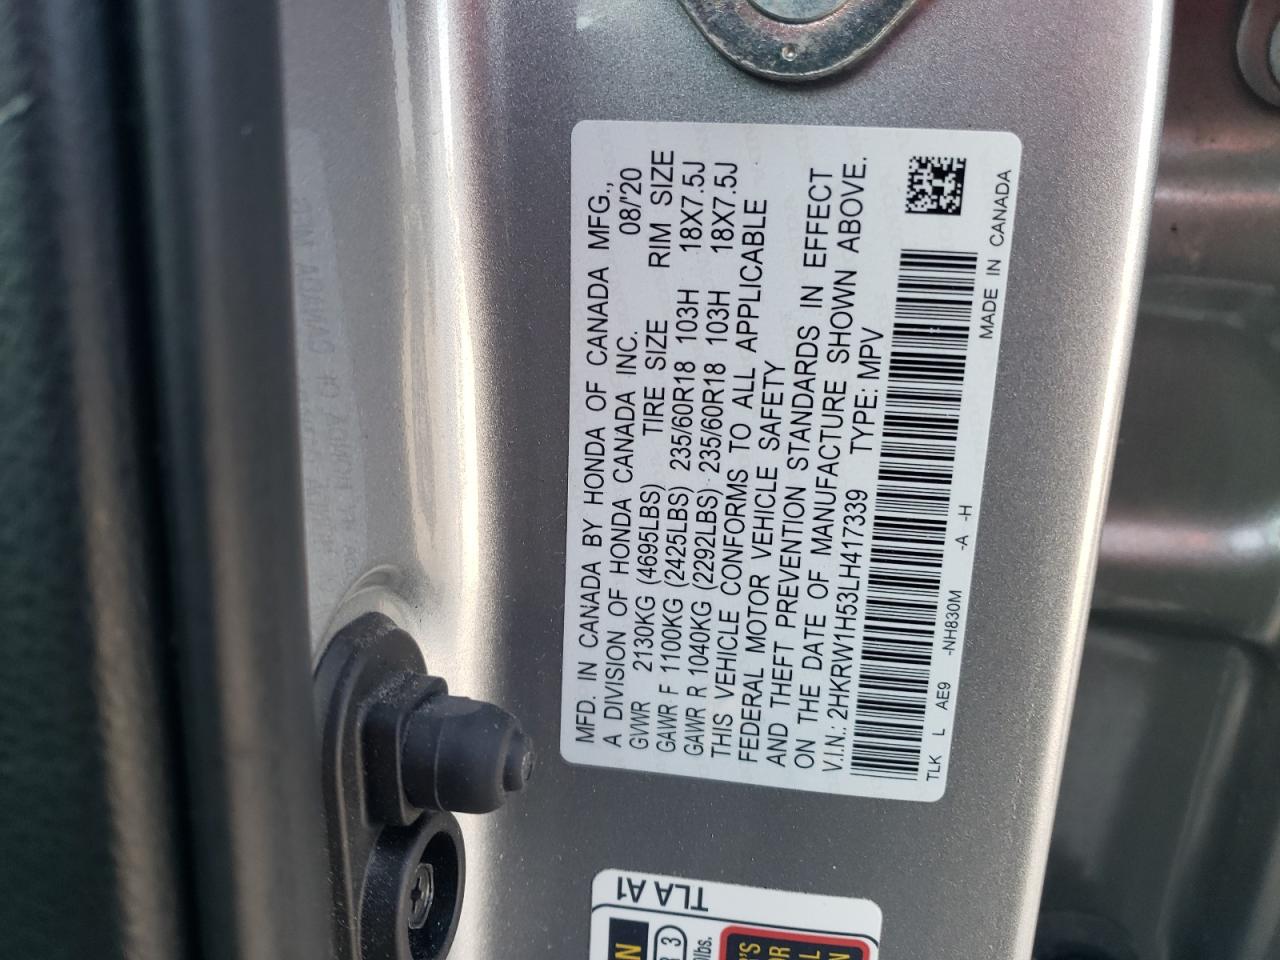 MFD. IN CANADA BY HONDA OF CANADA MFG.,
A DIVISION OF HONDA CANADA INC. 08/'20
GVWR 2130KG (4695LBS) TIRE SIZE RIM SIZE
GAWR F 1100KG (2425LBS) 235/60R18 103H 18X7.5J
GAWR R 1040KG (2292LBS) 235/60R18 103H 18X7.5J
THIS VEHICLE CONFORMS TO ALL APPLICABLE
FEDERAL MOTOR VEHICLE SAFETY
AND THEFT PREVENTION STANDARDS IN EFFECT
ON THE DATE OF MANUFACTURE SHOWN ABOVE.
V.I.N.: 2HKRW1H53LH417339 TYPE: MPV
TLK L AE9 -NH830M -A -H MADE IN CANADA
TLA A1